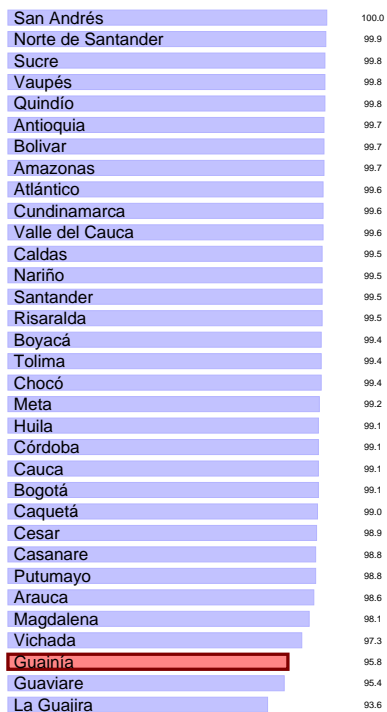 San Andrés 100.0
Norte de Santander 99.9
Sucre 99.8
Vaupés 99.8
Quindío 99.8
Antioquia 99.7
Bolivar 99.7
Amazonas 99.7
Atlántico 99.6
Cundinamarca 99.6
Valle del Cauca 99.6
Caldas 99.5
Nariño 99.5
Santander 99.5
Risaralda 99.5
Boyacá 99.4
Tolima 99.4
Chocó 99.4
Meta 99.2
Huila 99.1
Córdoba 99.1
Cauca 99.1
Bogotá 99.1
Caquetá 99.0
Cesar 98.9
Casanare 98.8
Putumayo 98.8
Arauca 98.6
Magdalena 98.1
Vichada 97.3
Guainía 95.8
Guaviare 95.4
La Guajira 93.6